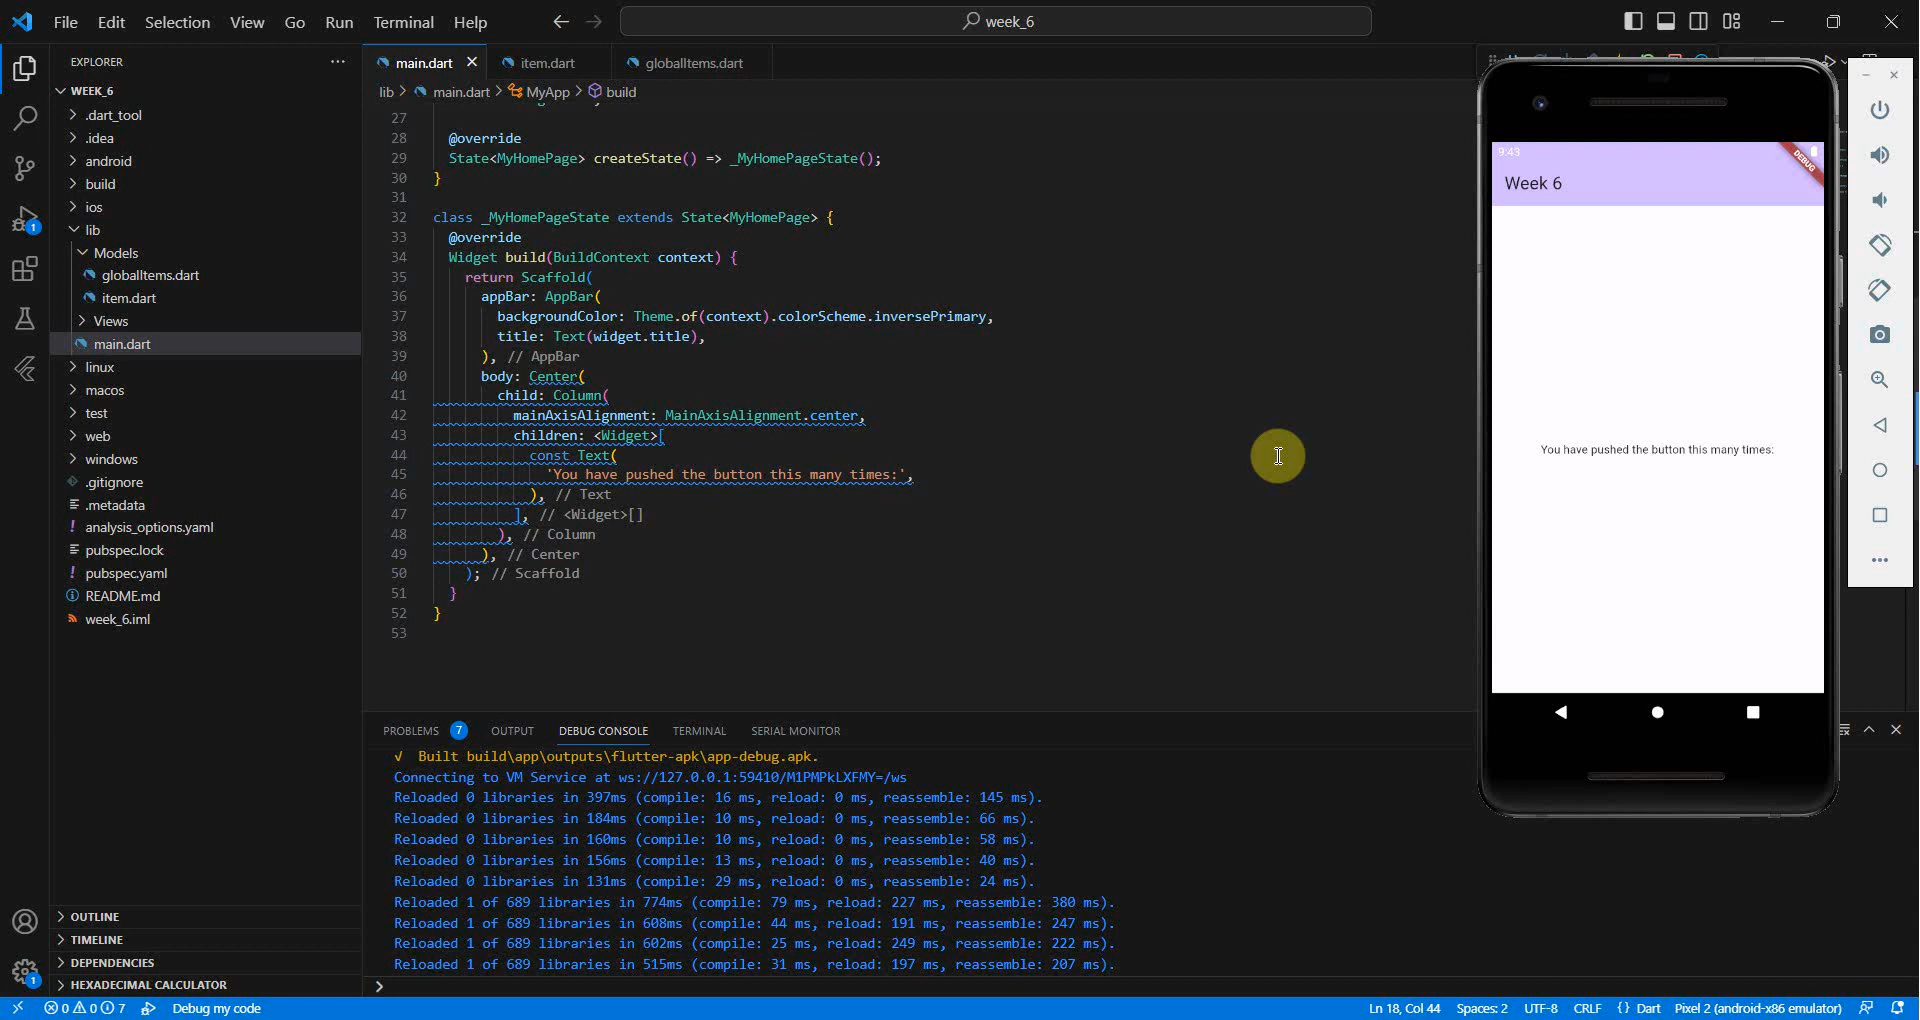 File Edit Selection View Go Run Terminal Help
week_6
EXPLORER
WEEK_6
.dart_tool
.idea
android
build
ios
lib
Models
globalItems.dart
item.dart
Views
main.dart
linux
macos
test
web
windows
.gitignore
.metadata
analysis_options.yaml
pubspec.lock
pubspec.yaml
README.md
week_6.iml
OUTLINE
TIMELINE
DEPENDENCIES
HEXADECIMAL CALCULATOR
1
1
main.dart item.dart globalItems.dart
lib > main.dart > MyApp > build
27
28 @override
29 State<MyHomePage> createState() => _MyHomePageState();
30 }
31
32 class _MyHomePageState extends State<MyHomePage> {
33 @override
34 Widget build(BuildContext context) {
35 return Scaffold(
36 appBar: AppBar(
37 backgroundColor: Theme.of(context).colorScheme.inversePrimary,
38 title: Text(widget.title),
39 ), // AppBar
40 body: Center(
41 child: Column(
42 mainAxisAlignment: MainAxisAlignment.center,
43 children: <Widget>[
44 const Text(
45 'You have pushed the button this many times:',
46 ), // Text
47 ], // <Widget>[]
48 ), // Column
49 ), // Center
50 ); // Scaffold
51 }
52 }
53
PROBLEMS 7 OUTPUT DEBUG CONSOLE TERMINAL SERIAL MONITOR
√ Built build\app\outputs\flutter-apk\app-debug.apk.
Connecting to VM Service at ws://127.0.0.1:59410/M1PMPkLXFMY=/ws
Reloaded 0 libraries in 397ms (compile: 16 ms, reload: 0 ms, reassemble: 145 ms).
Reloaded 0 libraries in 184ms (compile: 10 ms, reload: 0 ms, reassemble: 66 ms).
Reloaded 0 libraries in 160ms (compile: 10 ms, reload: 0 ms, reassemble: 58 ms).
Reloaded 0 libraries in 156ms (compile: 13 ms, reload: 0 ms, reassemble: 40 ms).
Reloaded 0 libraries in 131ms (compile: 29 ms, reload: 0 ms, reassemble: 24 ms).
Reloaded 1 of 689 libraries in 774ms (compile: 79 ms, reload: 227 ms, reassemble: 380 ms).
Reloaded 1 of 689 libraries in 608ms (compile: 44 ms, reload: 191 ms, reassemble: 247 ms).
Reloaded 1 of 689 libraries in 602ms (compile: 25 ms, reload: 249 ms, reassemble: 222 ms).
Reloaded 1 of 689 libraries in 515ms (compile: 31 ms, reload: 197 ms, reassemble: 207 ms).
9:43
DEBUG
Week 6
You have pushed the button this many times:
0 0 7 Debug my code Ln 18, Col 44 Spaces: 2 UTF-8 CRLF {} Dart Pixel 2 (android-x86 emulator)